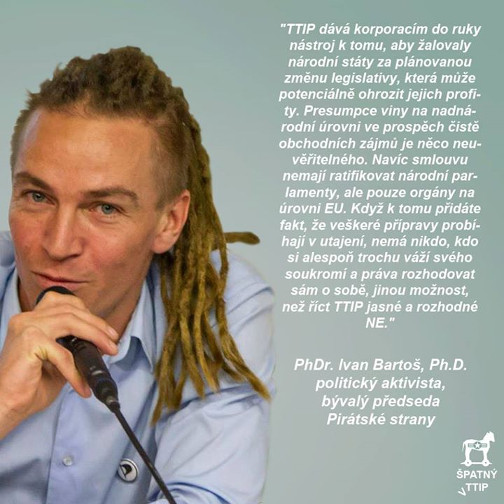 "TTIP dává korporacím do ruky
nástroj k tomu, aby žalovaly
národní státy za plánovanou
změnu legislativy, která může
potenciálně ohrozit jejich profi-
ty. Presumpce viny na nadná-
rodní úrovni ve prospěch čistě
obchodních zájmů je něco neu-
věřitelného. Navíc smlouvu
nemají ratifikovat národní par-
lamenty, ale pouze orgány na
úrovni EU. Když k tomu přidáte
fakt, že veškeré přípravy probí-
hají v utajení, nemá nikdo, kdo
si alespoň trochu váží svého
soukromí a práva rozhodovat
sám o sobě, jinou možnost,
než říct TTIP jasné a rozhodné
NE."
PhDr. Ivan Bartoš, Ph.D.
politický aktivista,
bývalý předseda
Pirátské strany
ŠPATNÝ
VTTIP